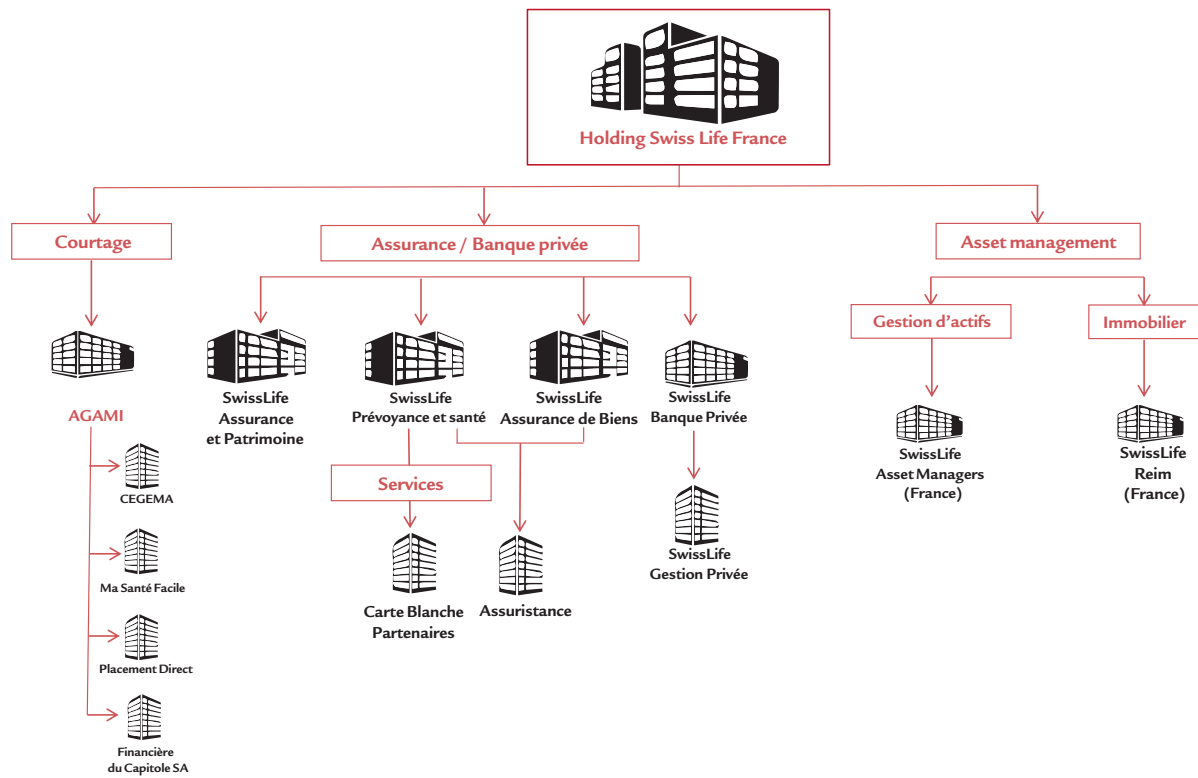 Holding Swiss Life France
Courtage
Assurance / Banque privée
Asset management
Gestion d'actifs
Immobilier
AGAMI
CEGEMA
Ma Santé Facile
Placement Direct
Financière
du Capitole SA
SwissLife
Assurance
et Patrimoine
SwissLife
Prévoyance et santé
SwissLife
Assurance de Biens
SwissLife
Banque Privée
Services
Carte Blanche
Partenaires
Assuristance
SwissLife
Gestion Privée
SwissLife
Asset Managers
(France)
SwissLife
Reim
(France)